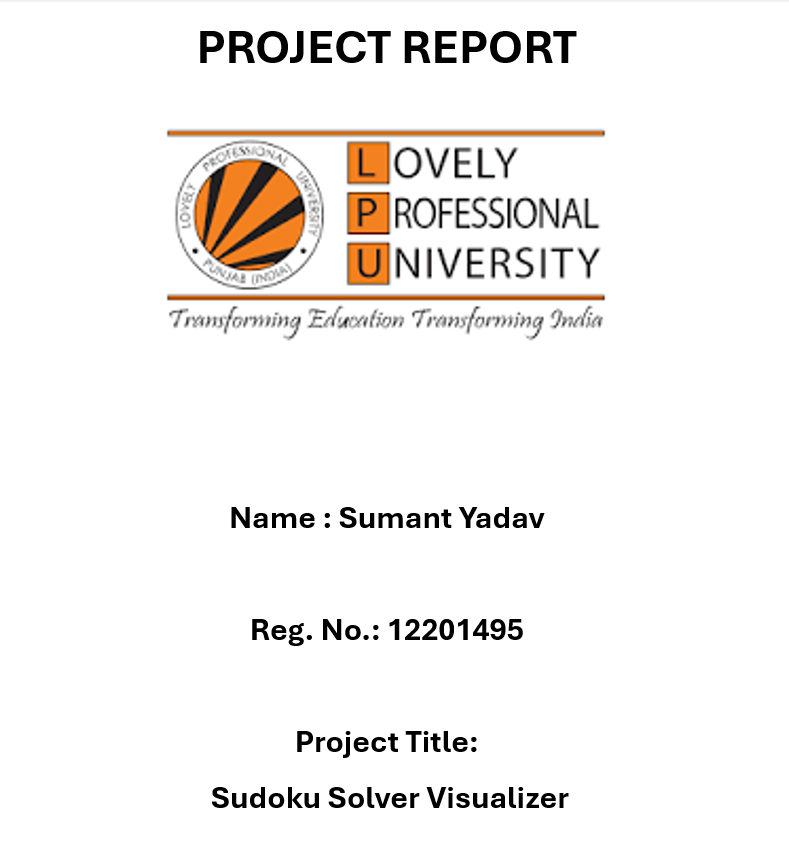 PROJECT REPORT
LOVELY PROFESSIONAL UNIVERSITY
PUNJAB (INDIA)
LOVELY
PROFESSIONAL
UNIVERSITY
Transforming Education Transforming India
Name : Sumant Yadav
Reg. No.: 12201495
Project Title:
Sudoku Solver Visualizer